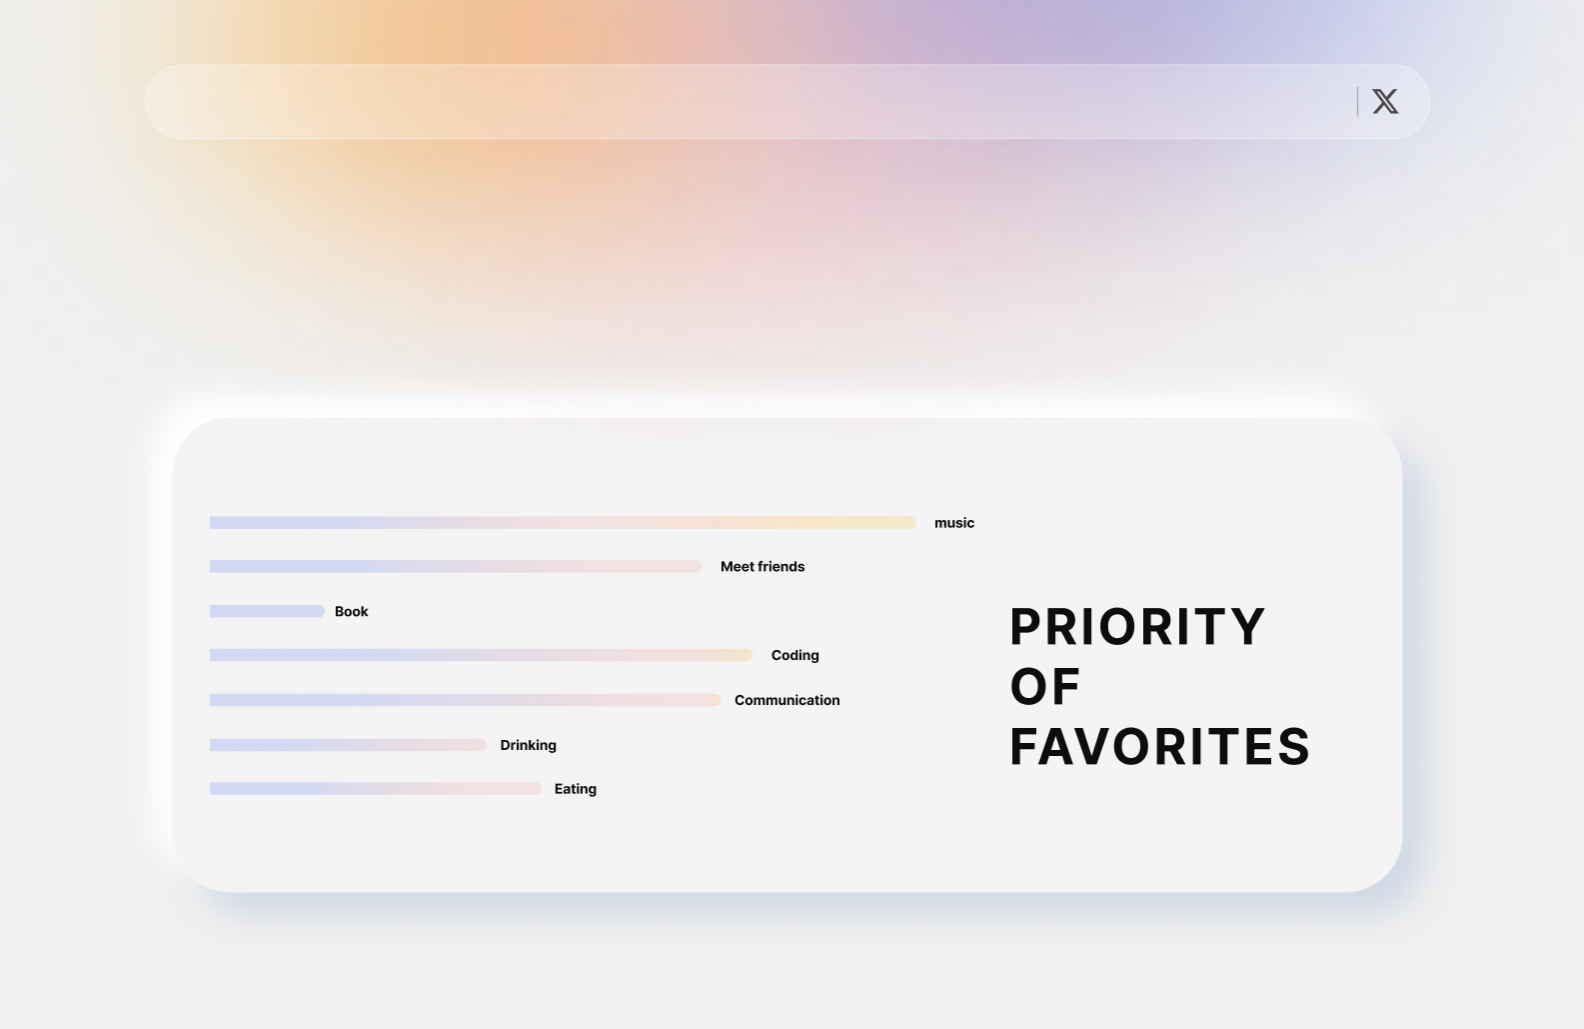 music
Meet friends
Book
Coding
Communication
Drinking
Eating
PRIORITY
OF
FAVORITES